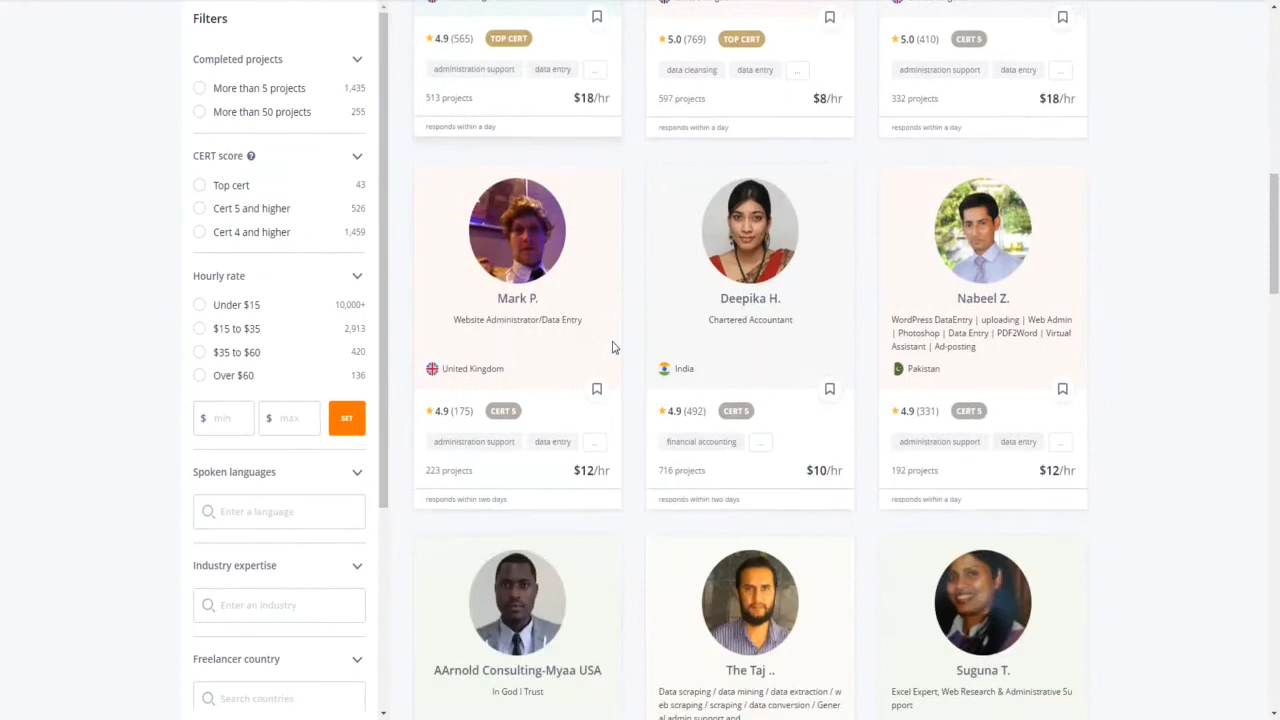 Filters
Completed projects
More than 5 projects 1,435
More than 50 projects 255
CERT score ?
Top cert 43
Cert 5 and higher 526
Cert 4 and higher 1,459
Hourly rate
Under $15 10,000+
$15 to $35 2,913
$35 to $60 420
Over $60 136
$ min $ max SET
Spoken languages
Enter a language
Industry expertise
Enter an industry
Freelancer country
Search countries
4.9 (565) TOP CERT
administration support data entry ...
513 projects $18/hr
responds within a day
5.0 (769) TOP CERT
data cleansing data entry ...
597 projects $8/hr
responds within a day
5.0 (410) CERT 5
administration support data entry ...
332 projects $18/hr
responds within a day
Mark P.
Website Administrator/Data Entry
United Kingdom
4.9 (175) CERT 5
administration support data entry ...
223 projects $12/hr
responds within two days
Deepika H.
Chartered Accountant
India
4.9 (492) CERT 5
financial accounting ...
716 projects $10/hr
responds within two days
Nabeel Z.
WordPress DataEntry | uploading | Web Admin
| Photoshop | Data Entry | PDF2Word | Virtual
Assistant | Ad-posting
Pakistan
4.9 (331) CERT 5
administration support data entry ...
192 projects $12/hr
responds within a day
AArnold Consulting-Myaa USA
In God I Trust
The Taj ..
Data scraping / data mining / data extraction / w
eb scraping / scraping / data conversion / Gener
al admin support and
Suguna T.
Excel Expert, Web Research & Administrative Su
pport